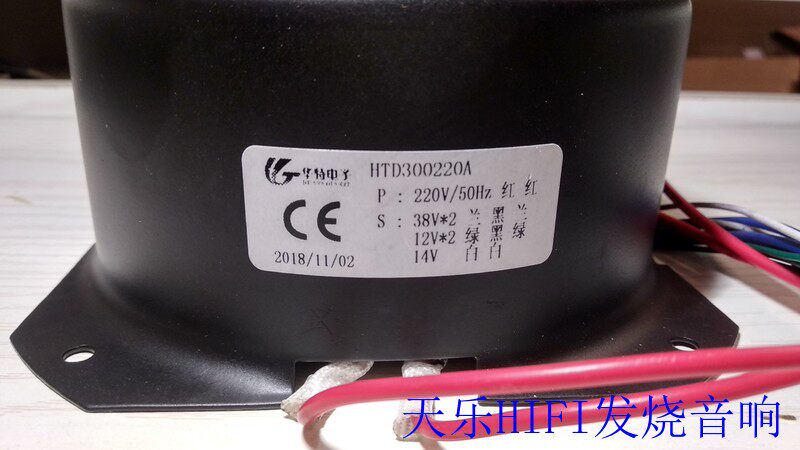 华特电子
HTD300220A
P : 220V/50Hz 红 红
S : 38V*2 兰 黑 兰
12V*2 绿 黑 绿
14V 白 白
CE
2018/11/02
天乐HIFI发烧音响